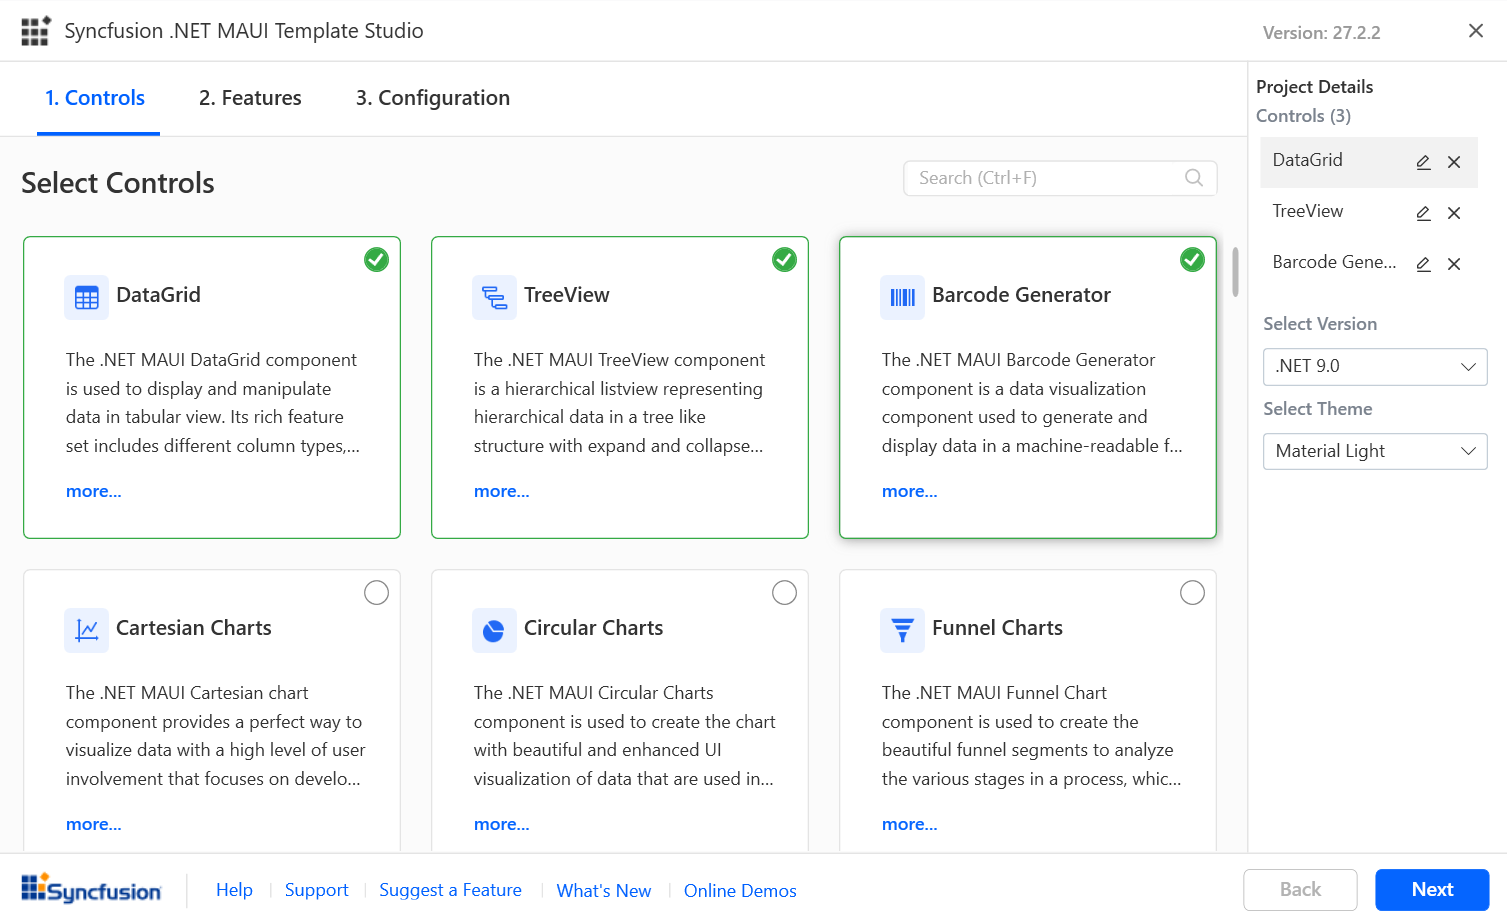 Syncfusion .NET MAUI Template Studio
Version: 27.2.2
1. Controls
2. Features
3. Configuration
Select Controls
Search (Ctrl+F)
DataGrid
The .NET MAUI DataGrid component
is used to display and manipulate
data in tabular view. Its rich feature
set includes different column types,...
more...
TreeView
The .NET MAUI TreeView component
is a hierarchical listview representing
hierarchical data in a tree like
structure with expand and collapse...
more...
Barcode Generator
The .NET MAUI Barcode Generator
component is a data visualization
component used to generate and
display data in a machine-readable f...
more...
Cartesian Charts
The .NET MAUI Cartesian chart
component provides a perfect way to
visualize data with a high level of user
involvement that focuses on develo...
more...
Circular Charts
The .NET MAUI Circular Charts
component is used to create the chart
with beautiful and enhanced UI
visualization of data that are used in...
more...
Funnel Charts
The .NET MAUI Funnel Chart
component is used to create the
beautiful funnel segments to analyze
the various stages in a process, whic...
more...
Project Details
Controls (3)
DataGrid
TreeView
Barcode Gene...
Select Version
.NET 9.0
Select Theme
Material Light
Syncfusion
Help
Support
Suggest a Feature
What's New
Online Demos
Back
Next